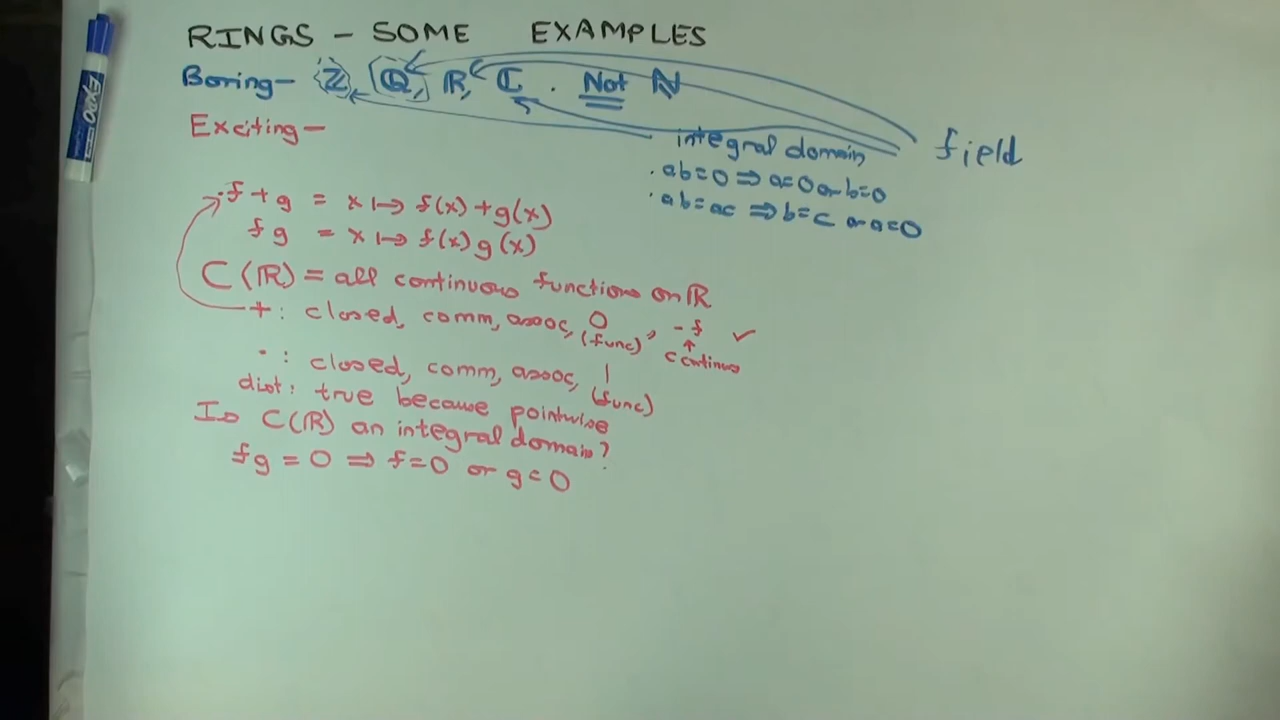 RINGS – SOME EXAMPLES
Boring – ℤ, ℚ, ℝ, ℂ . Not ℕ
Exciting –
integral domain
field
· ab=0 ⇒ a=0 or b=0
· ab=ac ⇒ b=c or a=0
f+g = x ↦ f(x)+g(x)
fg = x ↦ f(x)g(x)
C(ℝ) = all continuous functions on ℝ
+: closed, comm, assoc, 0 (func), -f ✓
↑ continuous
· : closed, comm, assoc, 1 (func)
dist: true because pointwise
Is C(ℝ) an integral domain?
fg = 0 ⇒ f=0 or g=0
EXPO